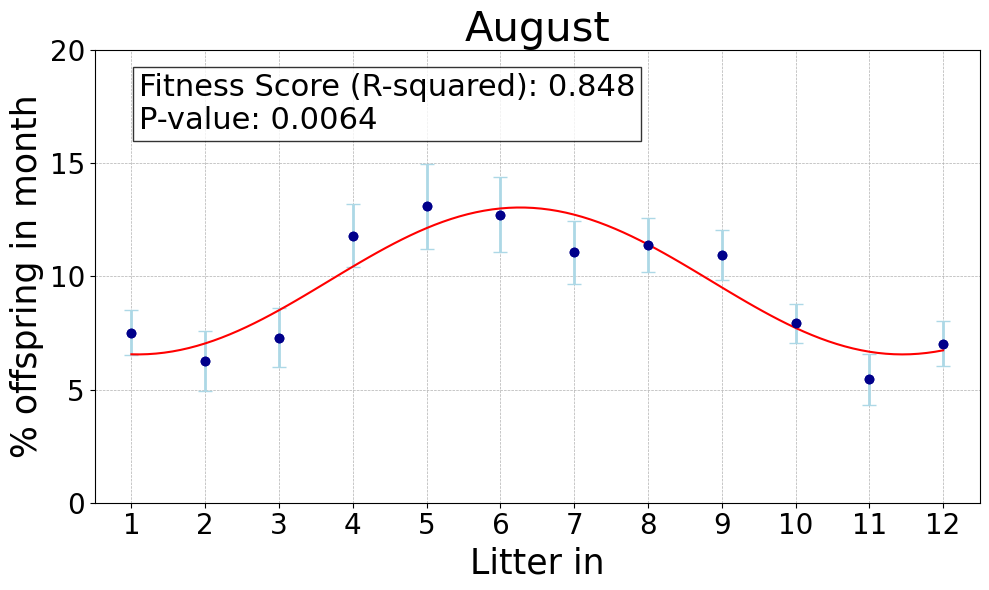 August
20
15
10
5
0
% offspring in month
Fitness Score (R-squared): 0.848
P-value: 0.0064
1 2 3 4 5 6 7 8 9 10 11 12
Litter in